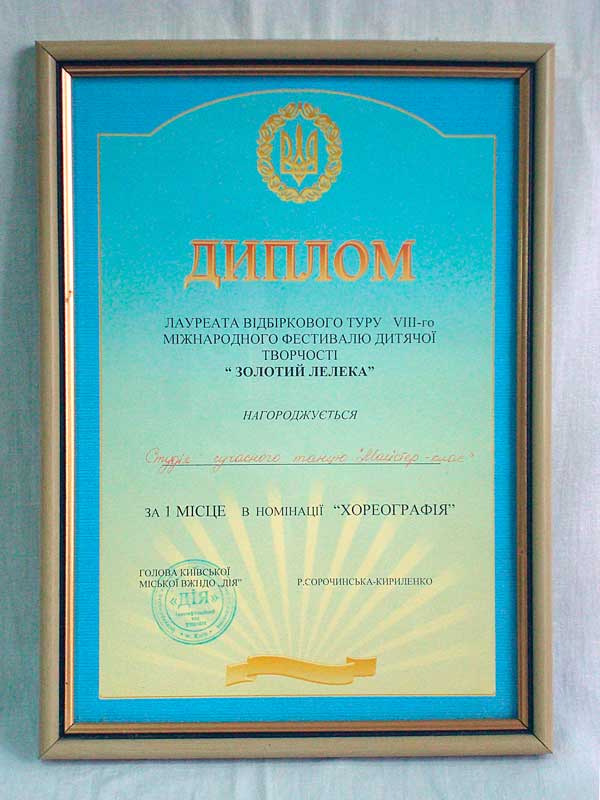 ДИПЛОМ
ЛАУРЕАТА ВІДБІРКОВОГО ТУРУ VIII-го
МІЖНАРОДНОГО ФЕСТИВАЛЮ ДИТЯЧОЇ
ТВОРЧОСТІ
“ ЗОЛОТИЙ ЛЕЛЕКА”
НАГОРОДЖУЄТЬСЯ
Студія сучасного танцю "Майстер-клас"
ЗА 1 МІСЦЕ В НОМІНАЦІЇ “ХОРЕОГРАФІЯ”
ГОЛОВА КИЇВСЬКОЇ
МІСЬКОЇ ВЖНДО „ДІЯ” Р.СОРОЧИНСЬКА-КИРИЛЕНКО
«ДІЯ»